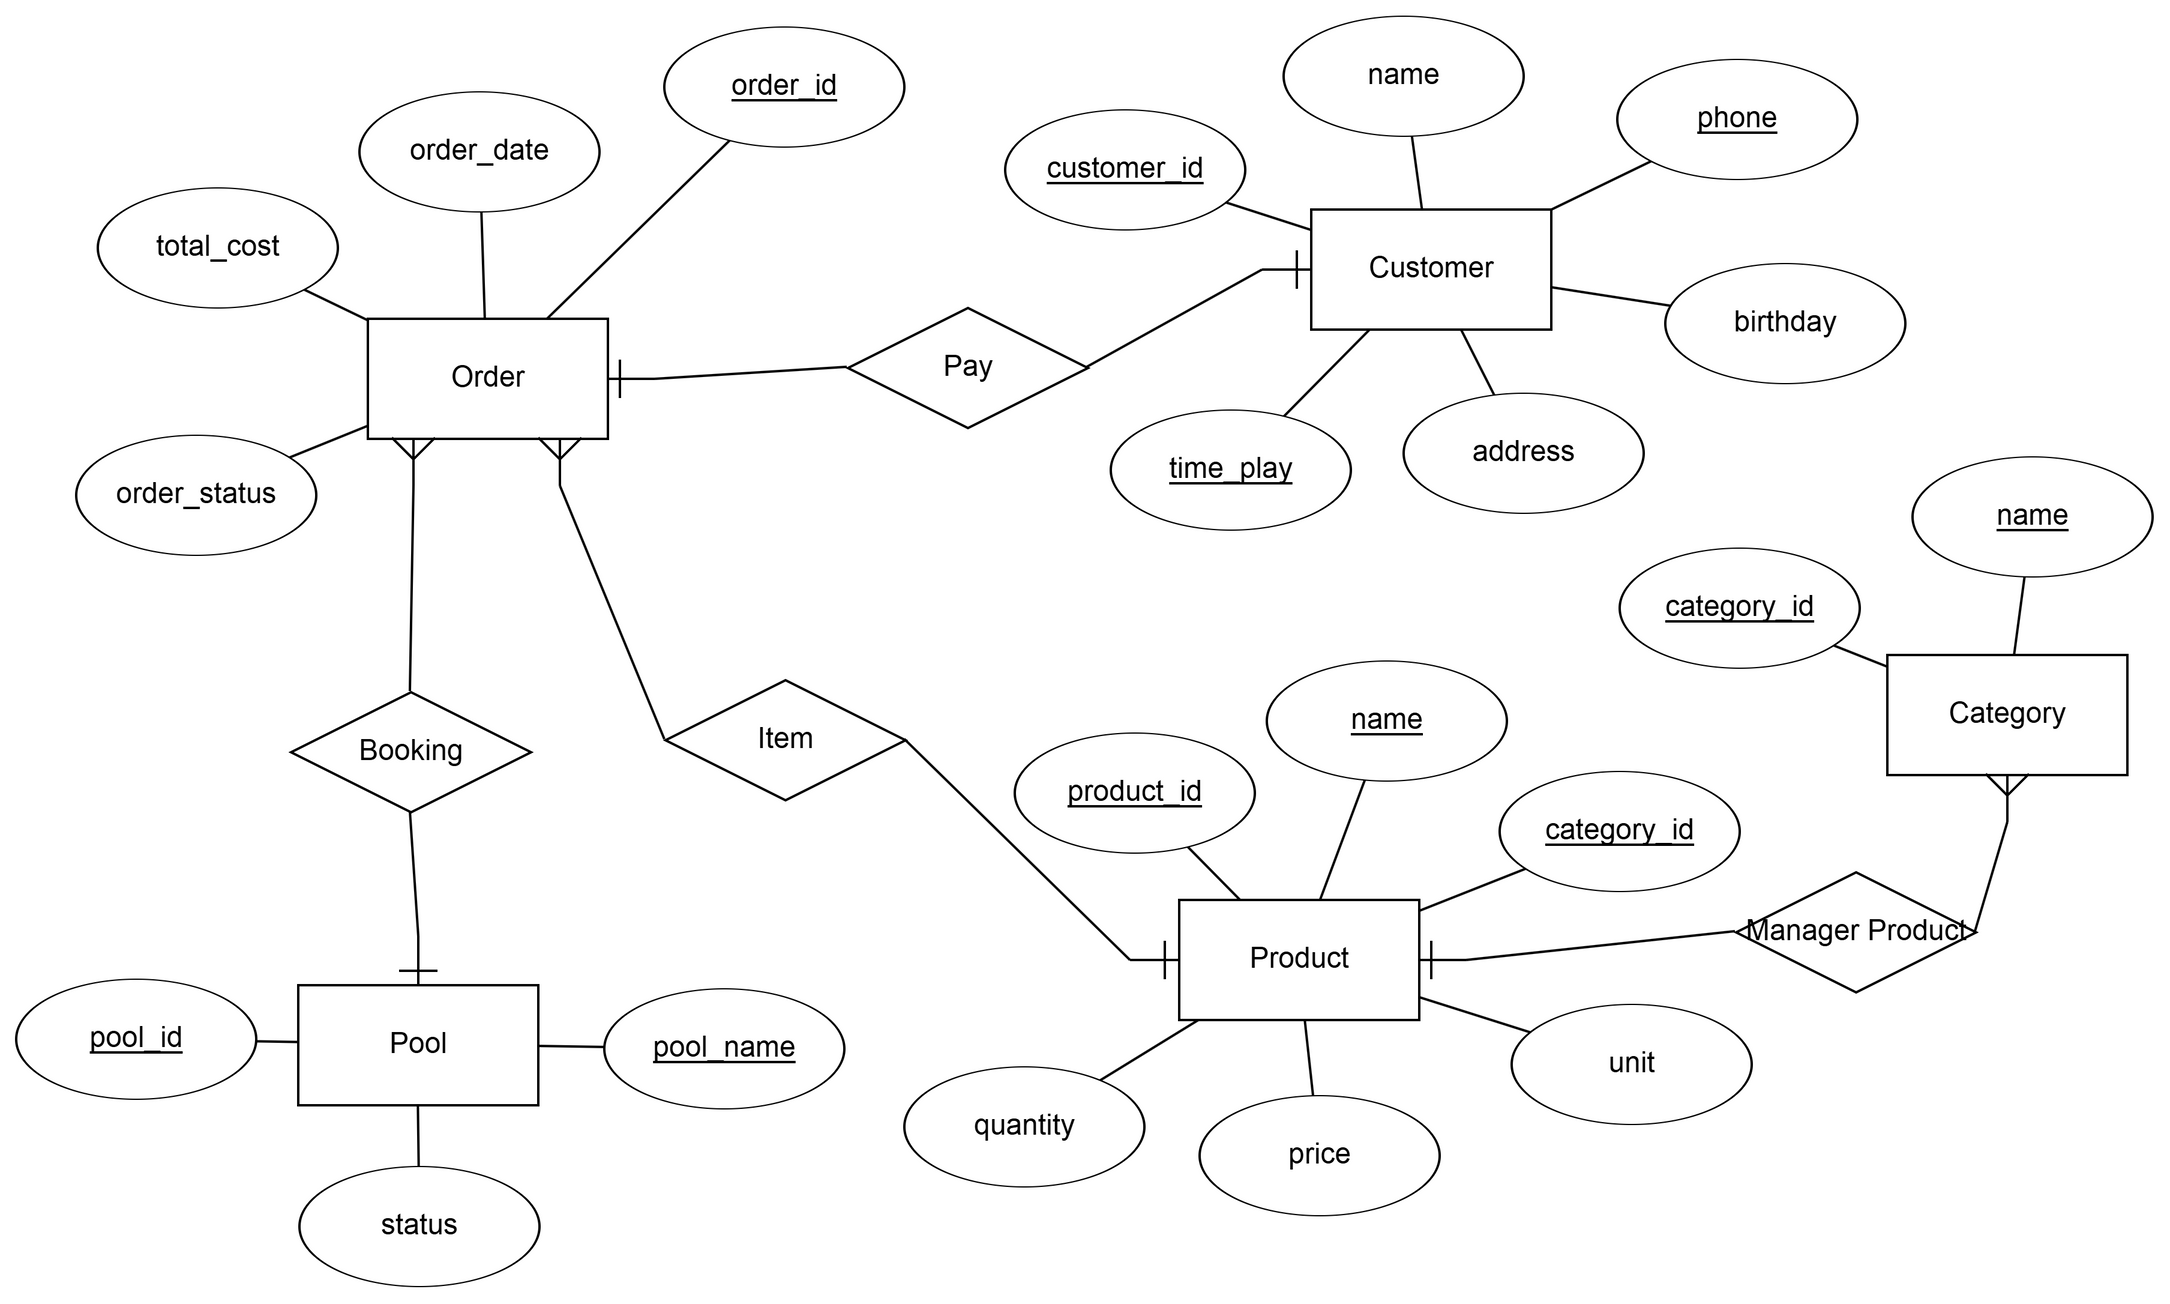 order_id
name
phone
order_date
customer_id
total_cost
Customer
birthday
Pay
Order
address
time_play
order_status
name
category_id
Category
name
Item
Booking
product_id
category_id
Manager Product
Product
pool_id
Pool
pool_name
unit
quantity
price
status